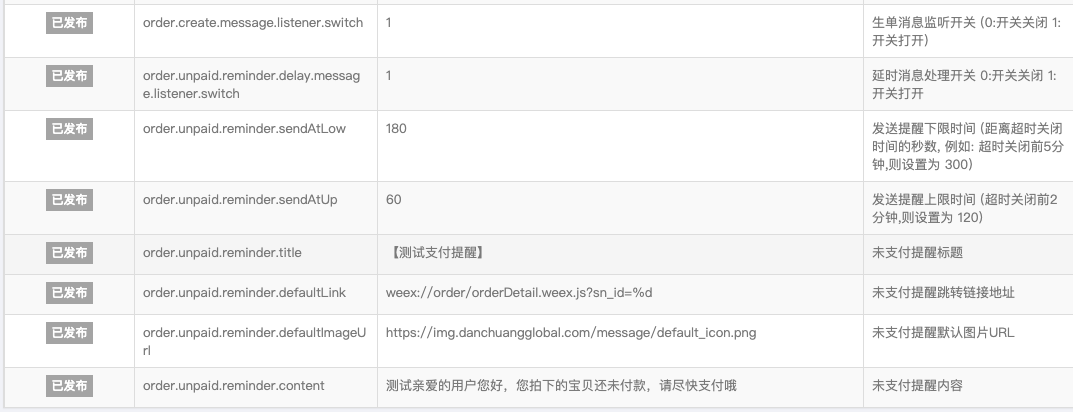 已发布 order.create.message.listener.switch 1 生单消息监听开关 (0:开关关闭 1:
开关打开)
已发布 order.unpaid.reminder.delay.messag 1 延时消息处理开关 0:开关关闭 1:
e.listener.switch 开关打开
已发布 order.unpaid.reminder.sendAtLow 180 发送提醒下限时间 (距离超时关闭
时间的秒数, 例如: 超时关闭前5分
钟,则设置为 300)
已发布 order.unpaid.reminder.sendAtUp 60 发送提醒上限时间 (超时关闭前2
分钟,则设置为 120)
已发布 order.unpaid.reminder.title 【测试支付提醒】 未支付提醒标题
已发布 order.unpaid.reminder.defaultLink weex://order/orderDetail.weex.js?sn_id=%d 未支付提醒跳转链接地址
已发布 order.unpaid.reminder.defaultImageU https://img.danchuangglobal.com/message/default_icon.png 未支付提醒默认图片URL
rl
已发布 order.unpaid.reminder.content 测试亲爱的用户您好，您拍下的宝贝还未付款，请尽快支付哦 未支付提醒内容